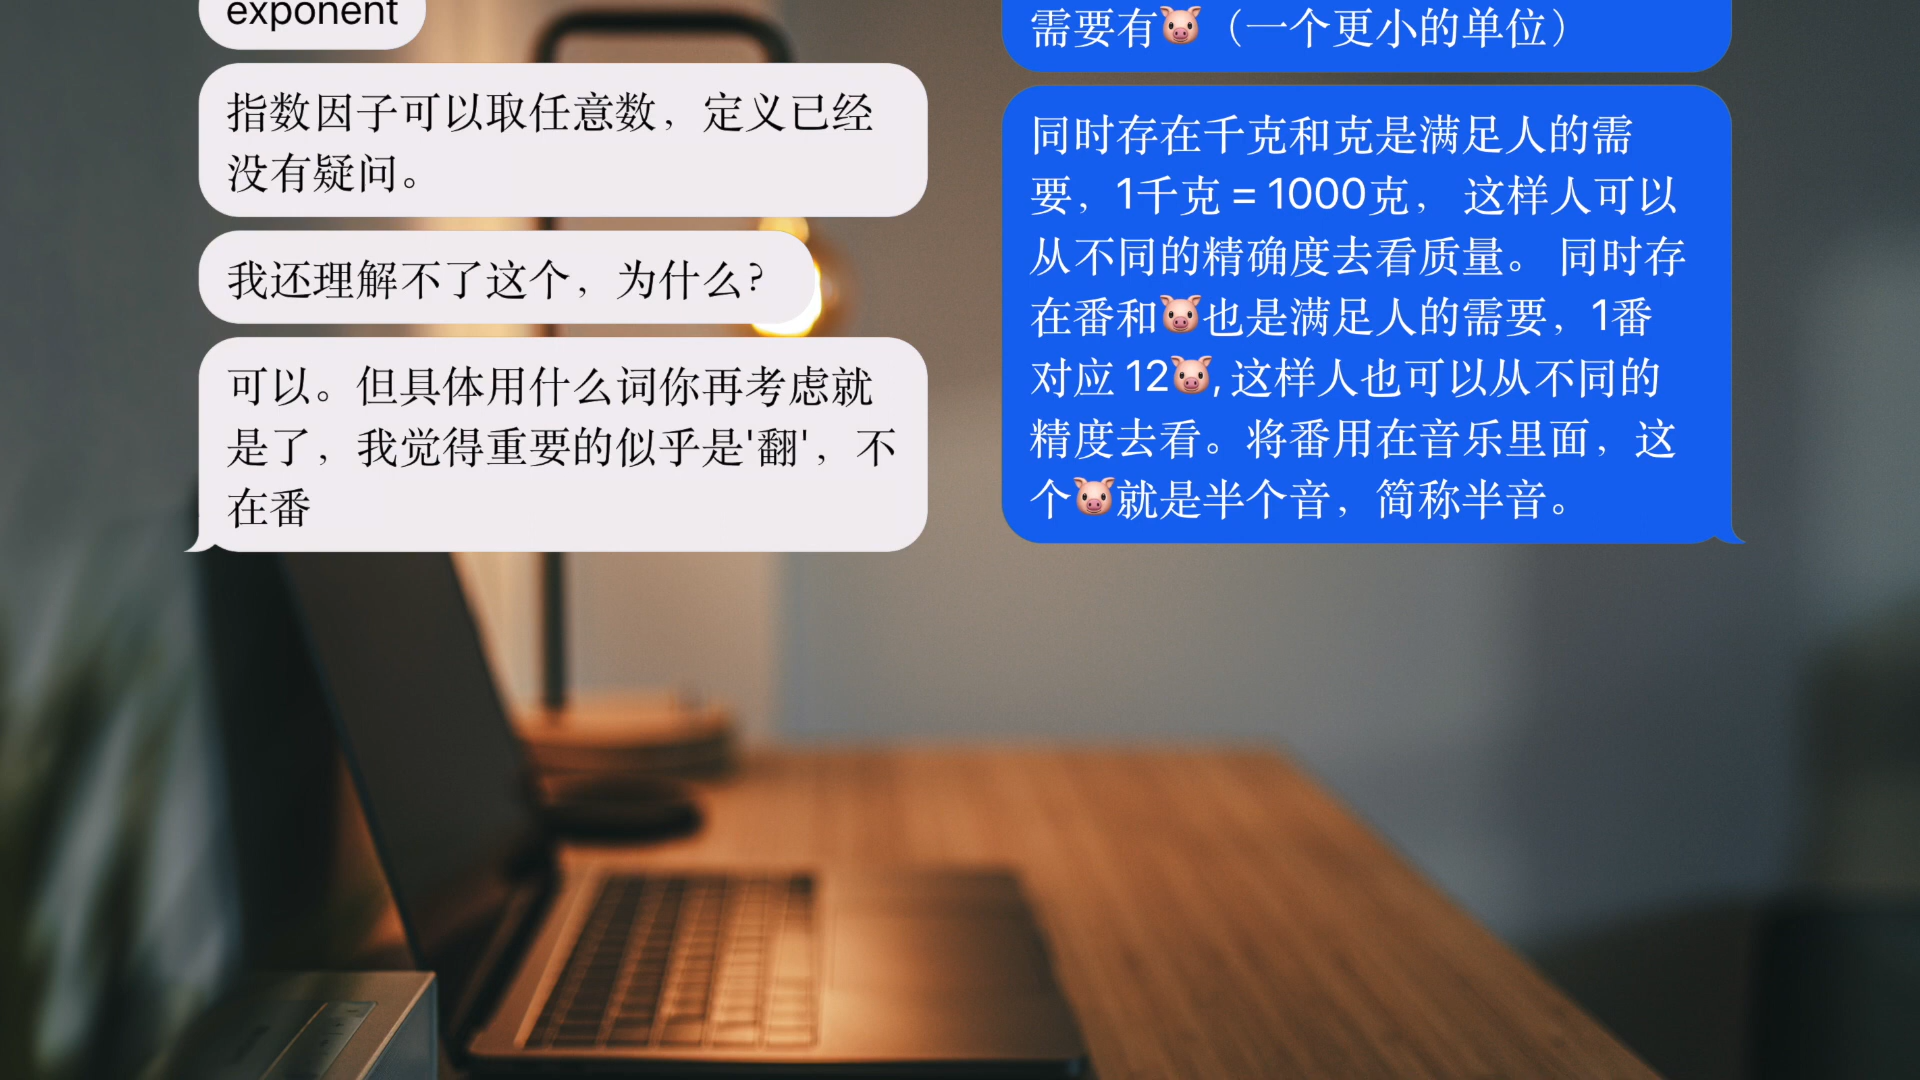 exponent
指数因子可以取任意数，定义已经
没有疑问。
我还理解不了这个，为什么?
可以。但具体用什么词你再考虑就
是了，我觉得重要的似乎是'翻'，不
在番
需要有🐷（一个更小的单位）
同时存在千克和克是满足人的需
要，1千克 = 1000克， 这样人可以
从不同的精确度去看质量。 同时存
在番和🐷也是满足人的需要，1番
对应 12🐷, 这样人也可以从不同的
精度去看。将番用在音乐里面，这
个🐷就是半个音，简称半音。